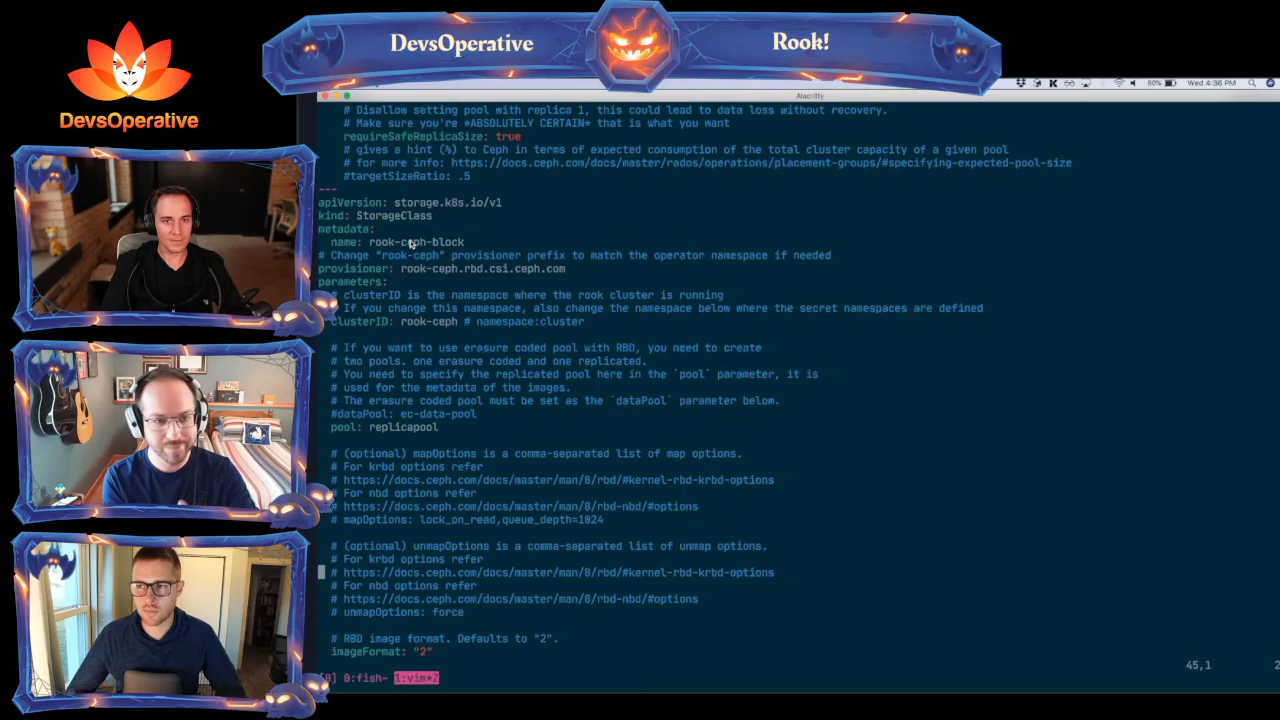 DevsOperative
Rook!
DevsOperative
80%
Wed 4:36 PM
Alacritty
# Disallow setting pool with replica 1, this could lead to data loss without recovery.
# Make sure you're *ABSOLUTELY CERTAIN* that is what you want
requireSafeReplicaSize: true
# gives a hint (%) to Ceph in terms of expected consumption of the total cluster capacity of a given pool
# for more info: https://docs.ceph.com/docs/master/rados/operations/placement-groups/#specifying-expected-pool-size
#targetSizeRatio: .5
---
apiVersion: storage.k8s.io/v1
kind: StorageClass
metadata:
name: rook-ceph-block
# Change "rook-ceph" provisioner prefix to match the operator namespace if needed
provisioner: rook-ceph.rbd.csi.ceph.com
parameters:
# clusterID is the namespace where the rook cluster is running
# If you change this namespace, also change the namespace below where the secret namespaces are defined
clusterID: rook-ceph # namespace:cluster
# If you want to use erasure coded pool with RBD, you need to create
# two pools. one erasure coded and one replicated.
# You need to specify the replicated pool here in the `pool` parameter, it is
# used for the metadata of the images.
# The erasure coded pool must be set as the `dataPool` parameter below.
#dataPool: ec-data-pool
pool: replicapool
# (optional) mapOptions is a comma-separated list of map options.
# For krbd options refer
# https://docs.ceph.com/docs/master/man/8/rbd/#kernel-rbd-krbd-options
# For nbd options refer
# https://docs.ceph.com/docs/master/man/8/rbd-nbd/#options
# mapOptions: lock_on_read,queue_depth=1024
# (optional) unmapOptions is a comma-separated list of unmap options.
# For krbd options refer
# https://docs.ceph.com/docs/master/man/8/rbd/#kernel-rbd-krbd-options
# For nbd options refer
# https://docs.ceph.com/docs/master/man/8/rbd-nbd/#options
# unmapOptions: force
# RBD image format. Defaults to "2".
imageFormat: "2"
45,1
[0] 0:fish- 1:vim*Z